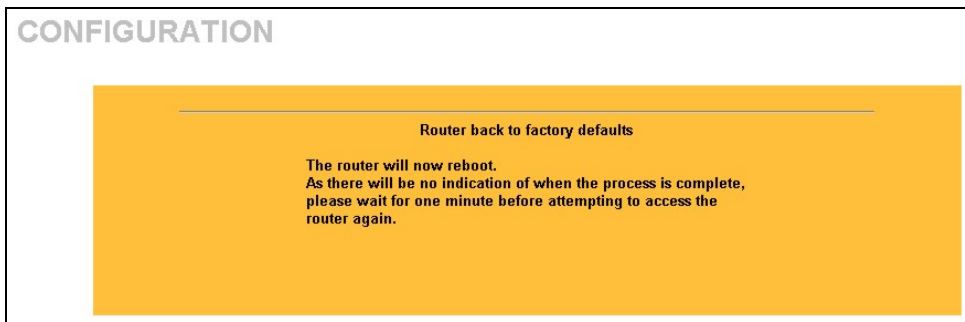 CONFIGURATION
Router back to factory defaults
The router will now reboot.
As there will be no indication of when the process is complete,
please wait for one minute before attempting to access the
router again.